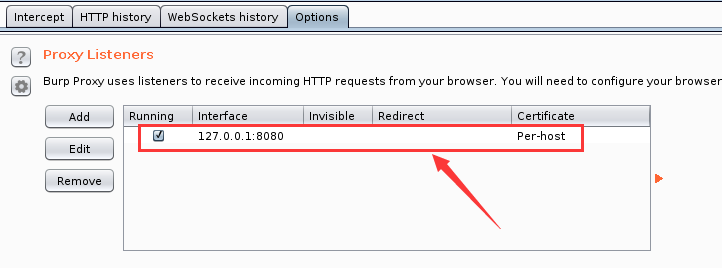 Intercept HTTP history WebSockets history Options
? Proxy Listeners
Burp Proxy uses listeners to receive incoming HTTP requests from your browser. You will need to configure your browser
Add Running Interface Invisible Redirect Certificate
127.0.0.1:8080 Per-host
Edit
Remove